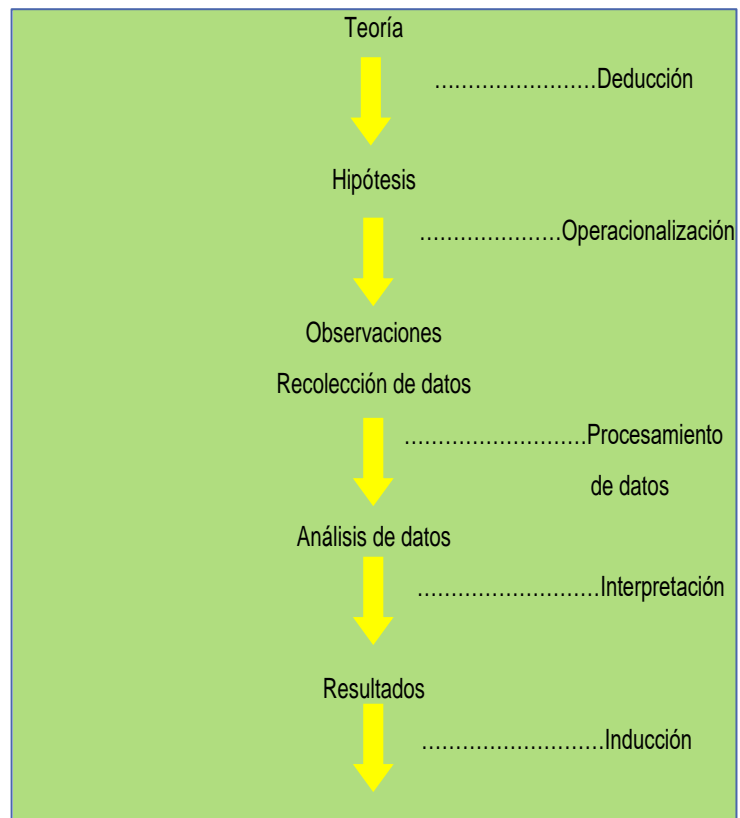 Teoría
……………………Deducción
Hipótesis
…………………Operacionalización
Observaciones
Recolección de datos
………………………Procesamiento
de datos
Análisis de datos
………………………Interpretación
Resultados
………………………Inducción